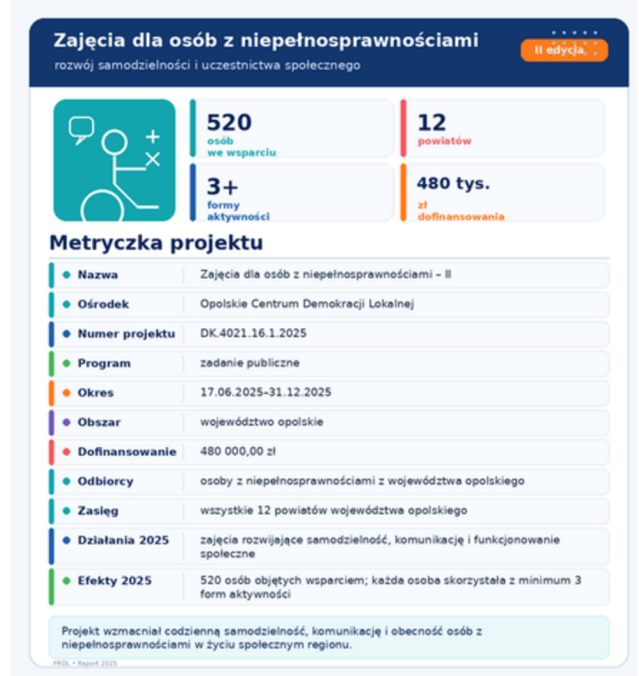 Zajęcia dla osób z niepełnosprawnościami
rozwój samodzielności i uczestnictwa społecznego
II edycja
520
osób
we wsparciu
12
powiatów
3+
formy
aktywności
480 tys.
zł
dofinansowania
Metryczka projektu
Nazwa Zajęcia dla osób z niepełnosprawnościami – II
Ośrodek Opolskie Centrum Demokracji Lokalnej
Numer projektu DK.4021.16.1.2025
Program zadanie publiczne
Okres 17.06.2025–31.12.2025
Obszar województwo opolskie
Dofinansowanie 480 000,00 zł
Odbiorcy osoby z niepełnosprawnościami z województwa opolskiego
Zasięg wszystkie 12 powiatów województwa opolskiego
Działania 2025 zajęcia rozwijające samodzielność, komunikację i funkcjonowanie
społeczne
Efekty 2025 520 osób objętych wsparciem; każda osoba skorzystała z minimum 3
form aktywności
Projekt wzmacniał codzienną samodzielność, komunikację i obecność osób z
niepełnosprawnościami w życiu społecznym regionu.
FRDL • Raport 2025